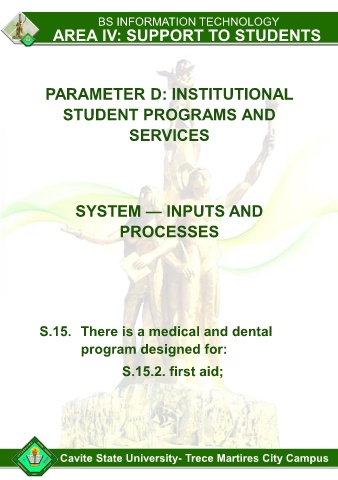 BS INFORMATION TECHNOLOGY
AREA IV: SUPPORT TO STUDENTS
PARAMETER D: INSTITUTIONAL
STUDENT PROGRAMS AND
SERVICES
SYSTEM — INPUTS AND
PROCESSES
S.15. There is a medical and dental
program designed for:
S.15.2. first aid;
Cavite State University- Trece Martires City Campus